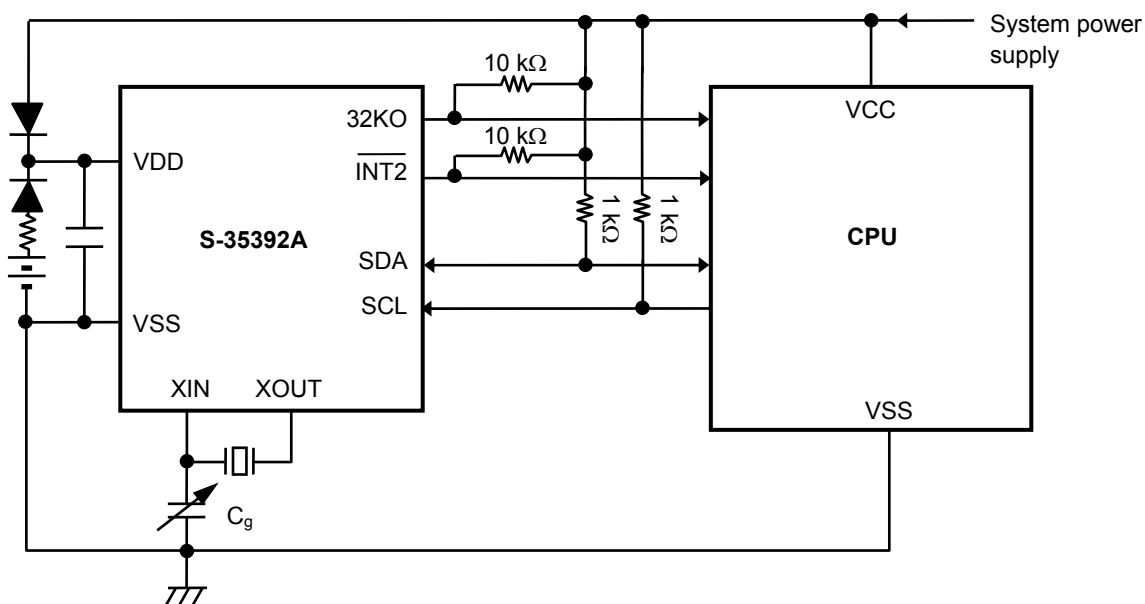 System power
supply
10 kΩ
32KO
VCC
10 kΩ
VDD
INT2
1 kΩ
1 kΩ
S-35392A
CPU
SDA
SCL
VSS
XIN
XOUT
VSS
Cg